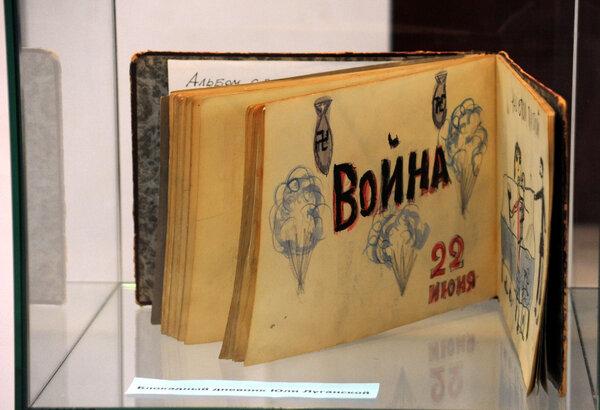 Альбом
Война
22
июня
Блокадный дневник Юли Луганской